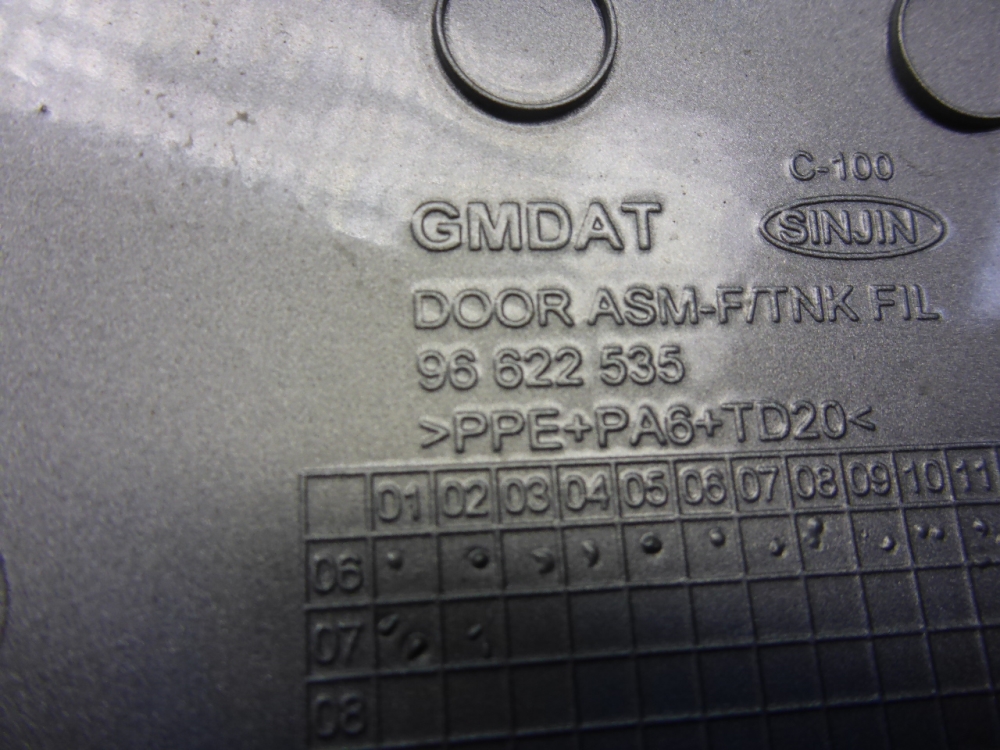 C-100
GMDAT SINJIN
DOOR ASM-F/TNK FIL
96 622 535
>PPE+PA6+TD20<
01 02 03 04 05 06 07 08 09 10 11
06
07
08